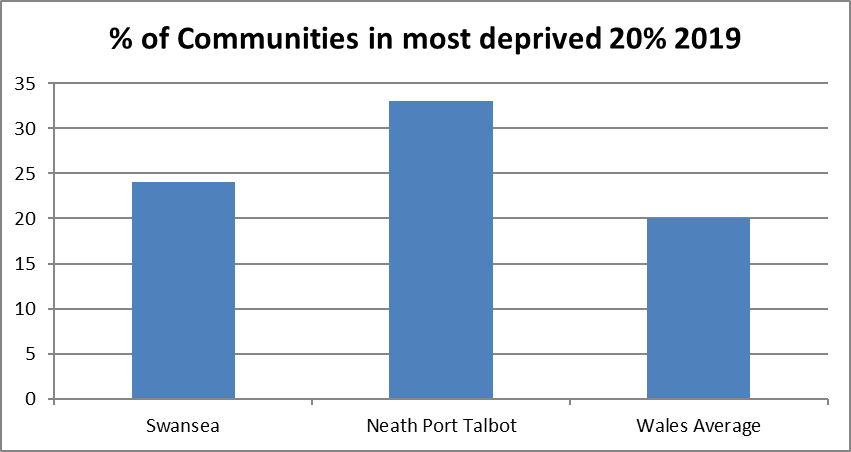 % of Communities in most deprived 20% 2019
35
30
25
20
15
10
5
0
Swansea
Neath Port Talbot
Wales Average